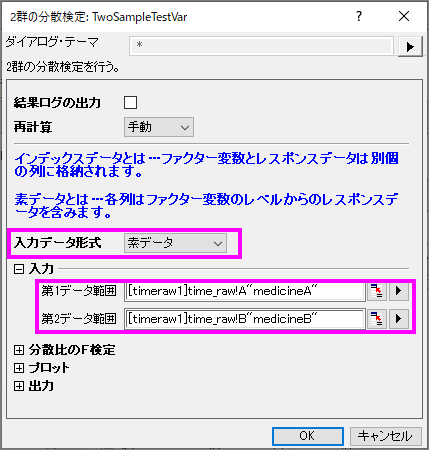 2群の分散検定: TwoSampleTestVar
ダイアログ・テーマ *
2群の分散検定を行う。
結果ログの出力
再計算 手動
インデックスデータとは …ファクター変数とレスポンスデータは別個
の列に格納されます。
素データとは …各列はファクター変数のレベルからのレスポンスデ
ータを含みます。
入力データ形式 素データ
入力
第1データ範囲 [timeraw1]time_raw!A"medicineA"
第2データ範囲 [timeraw1]time_raw!B"medicineB"
分散比のF検定
プロット
出力
OK キャンセル